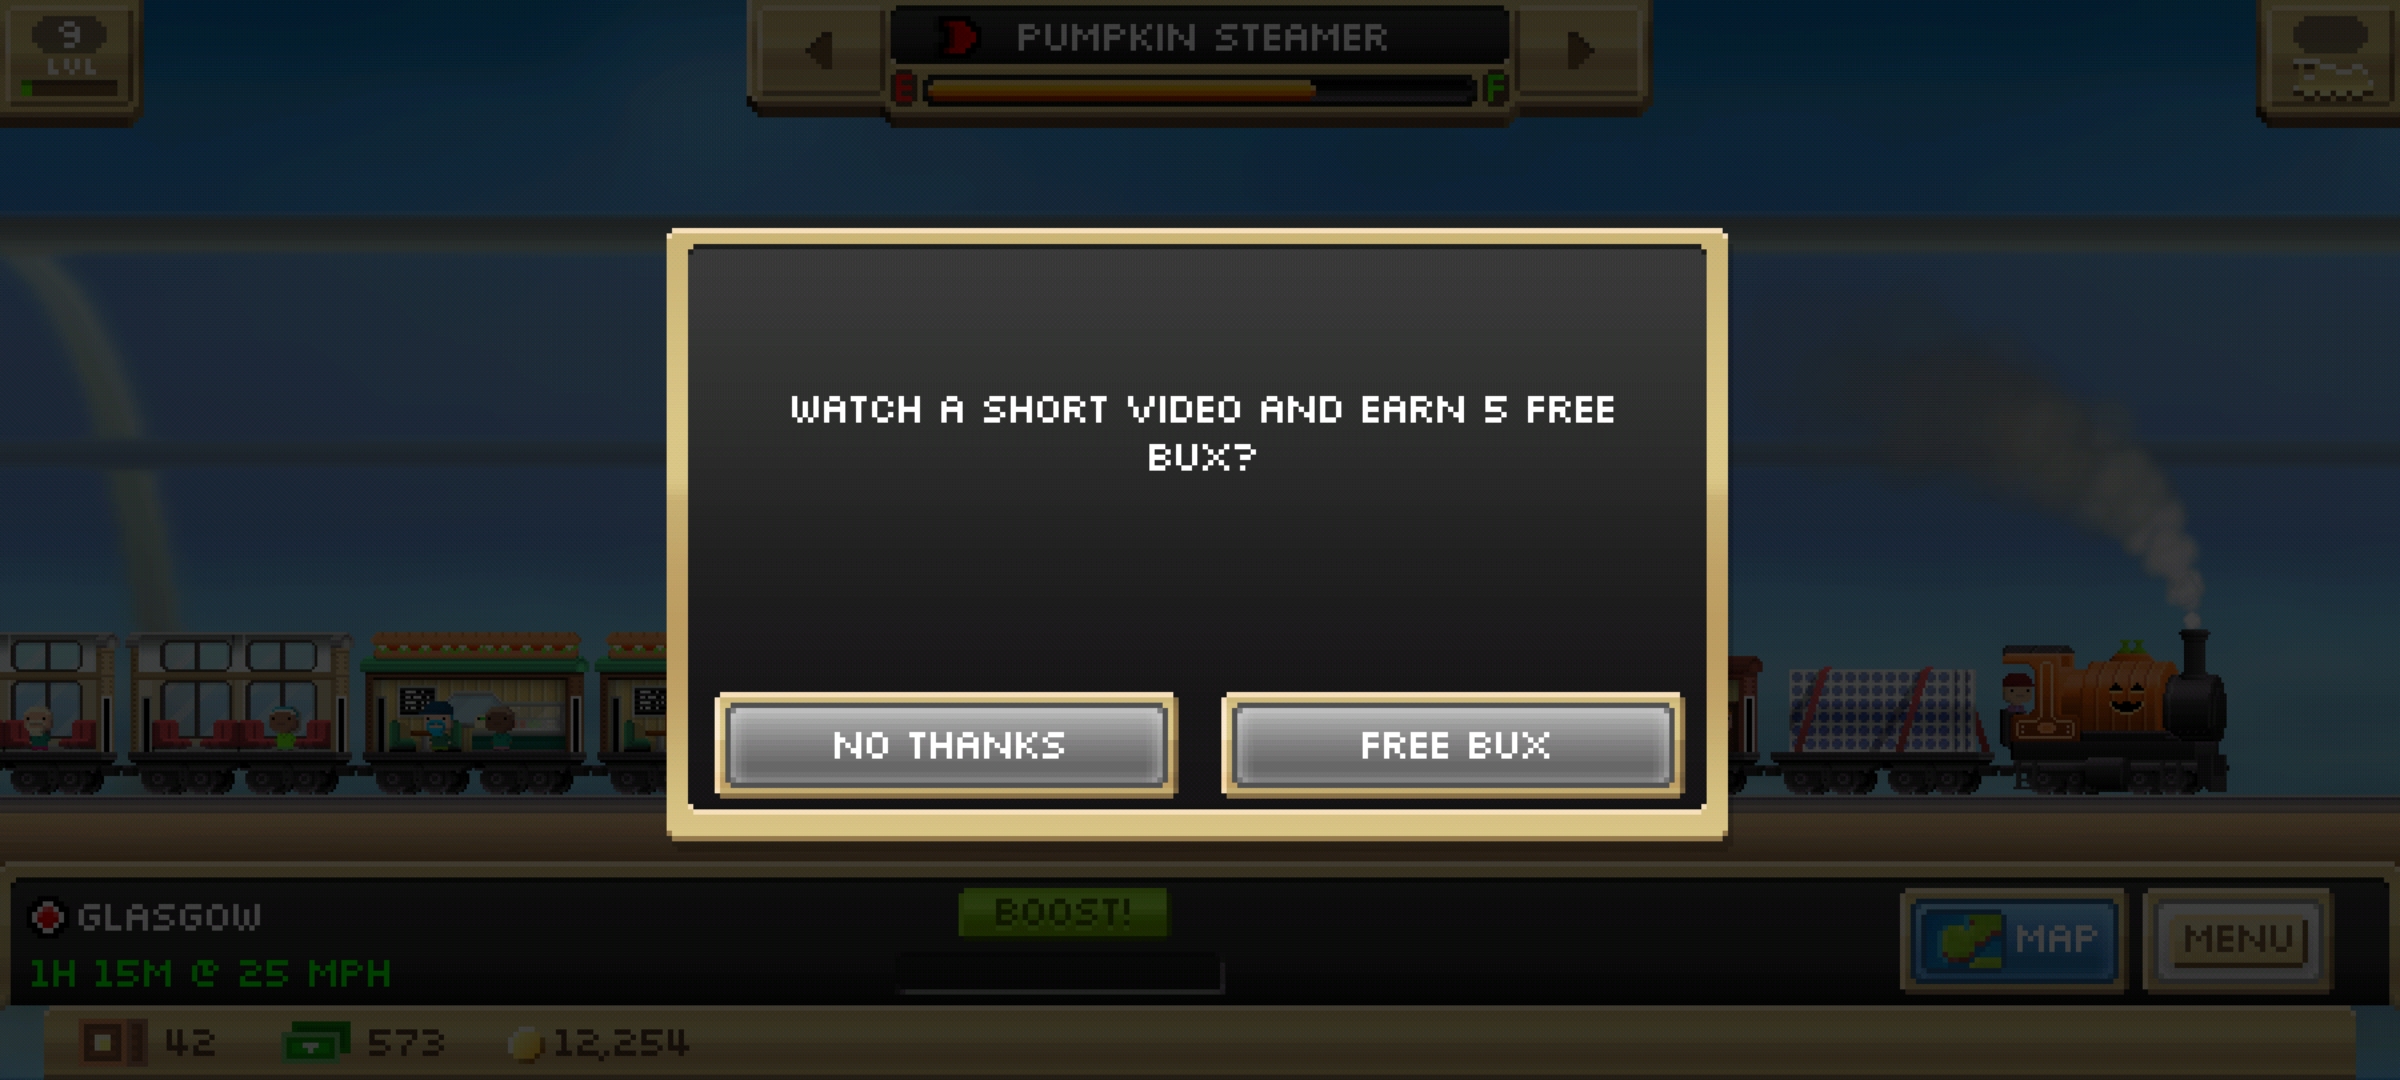 9
LVL
PUMPKIN STEAMER
E
F
WATCH A SHORT VIDEO AND EARN 5 FREE
BUX?
NO THANKS
FREE BUX
GLASGOW
1H 15M @ 25 MPH
BOOST!
MAP
MENU
42
573
12,254